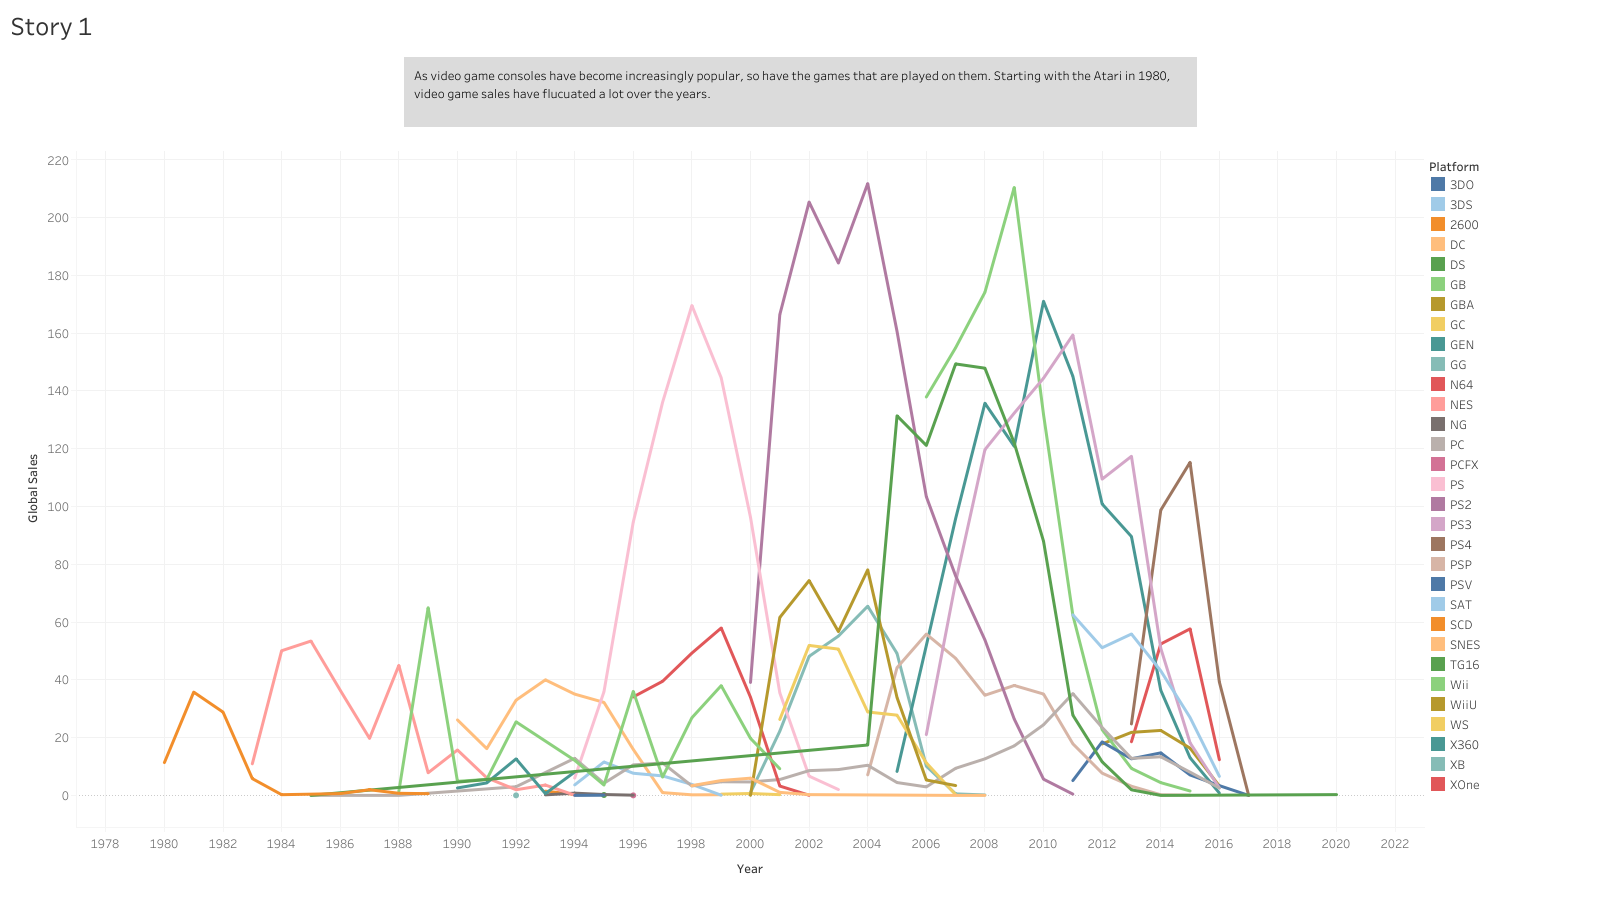 Story 1
As video game consoles have become increasingly popular, so have the games that are played on them. Starting with the Atari in 1980,
video game sales have flucuated a lot over the years.
Platform
3DO
3DS
2600
DC
DS
GB
GBA
GC
GEN
GG
N64
NES
NG
PC
PCFX
PS
PS2
PS3
PS4
PSP
PSV
SAT
SCD
SNES
TG16
Wii
WiiU
WS
X360
XB
XOne
Global Sales
220
200
180
160
140
120
100
80
60
40
20
0
1978 1980 1982 1984 1986 1988 1990 1992 1994 1996 1998 2000 2002 2004 2006 2008 2010 2012 2014 2016 2018 2020 2022
Year